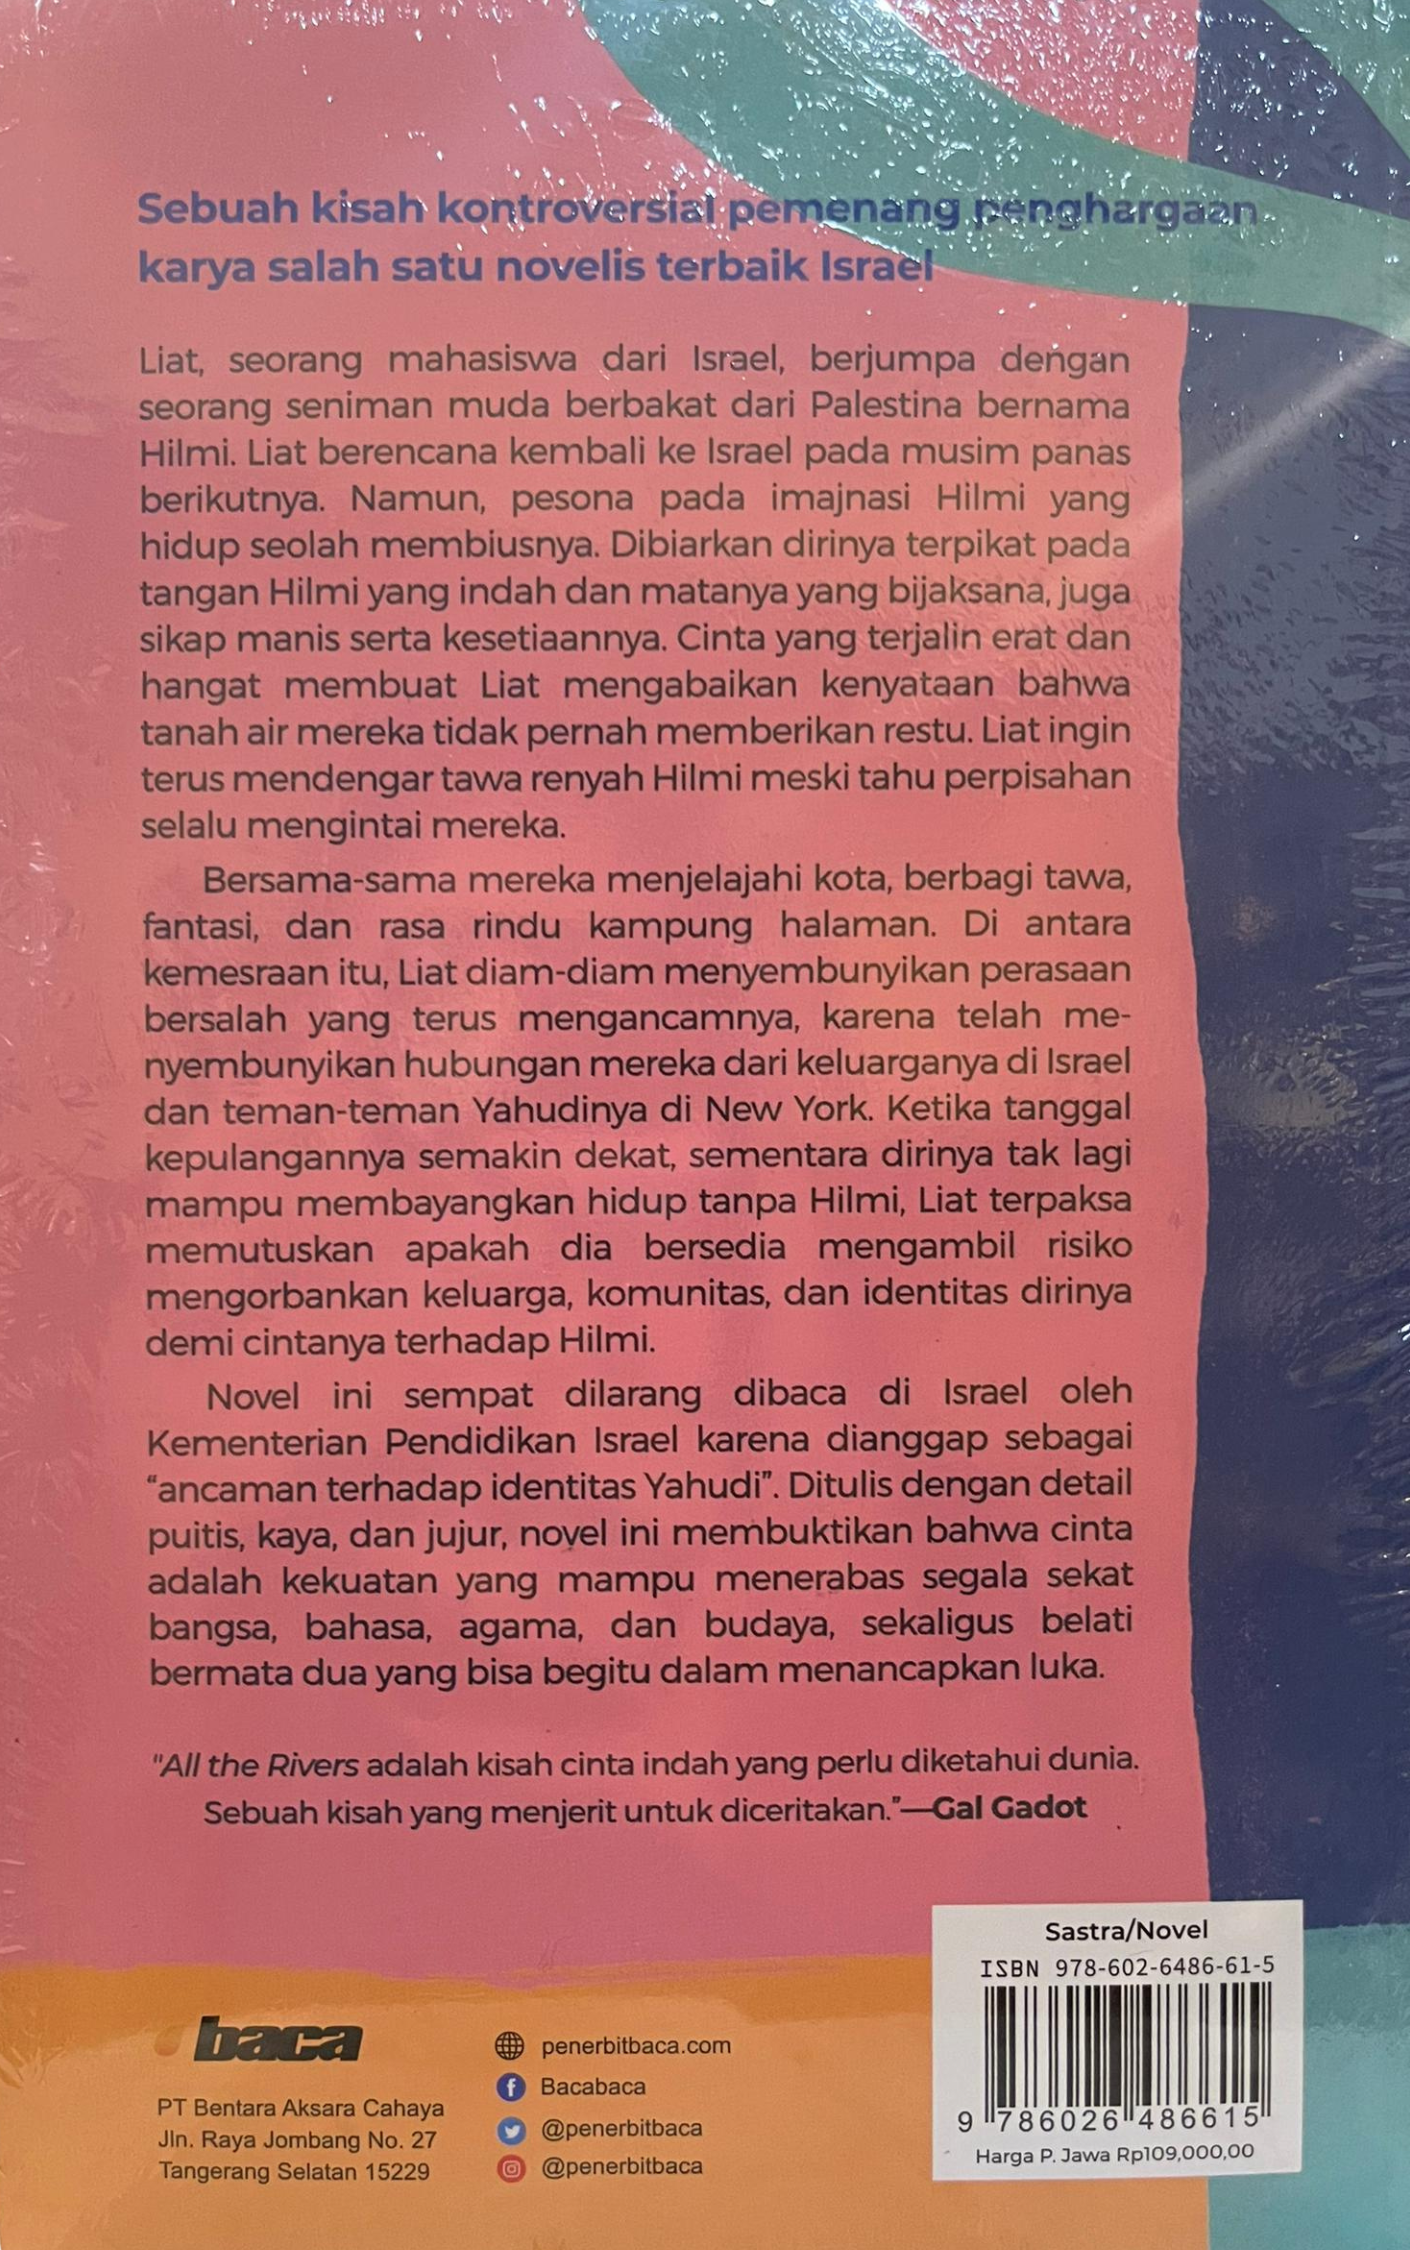 Sebuah kisah kontroversial pemenang penghargaan
karya salah satu novelis terbaik Israel
Liat, seorang mahasiswa dari Israel, berjumpa dengan
seorang seniman muda berbakat dari Palestina bernama
Hilmi. Liat berencana kembali ke Israel pada musim panas
berikutnya. Namun, pesona pada imajnasi Hilmi yang
hidup seolah membiusnya. Dibiarkan dirinya terpikat pada
tangan Hilmi yang indah dan matanya yang bijaksana, juga
sikap manis serta kesetiaannya. Cinta yang terjalin erat dan
hangat membuat Liat mengabaikan kenyataan bahwa
tanah air mereka tidak pernah memberikan restu. Liat ingin
terus mendengar tawa renyah Hilmi meski tahu perpisahan
selalu mengintai mereka.
Bersama-sama mereka menjelajahi kota, berbagi tawa,
fantasi, dan rasa rindu kampung halaman. Di antara
kemesraan itu, Liat diam-diam menyembunyikan perasaan
bersalah yang terus mengancamnya, karena telah me-
nyembunyikan hubungan mereka dari keluarganya di Israel
dan teman-teman Yahudinya di New York. Ketika tanggal
kepulangannya semakin dekat, sementara dirinya tak lagi
mampu membayangkan hidup tanpa Hilmi, Liat terpaksa
memutuskan apakah dia bersedia mengambil risiko
mengorbankan keluarga, komunitas, dan identitas dirinya
demi cintanya terhadap Hilmi.
Novel ini sempat dilarang dibaca di Israel oleh
Kementerian Pendidikan Israel karena dianggap sebagai
“ancaman terhadap identitas Yahudi”. Ditulis dengan detail
puitis, kaya, dan jujur, novel ini membuktikan bahwa cinta
adalah kekuatan yang mampu menerabas segala sekat
bangsa, bahasa, agama, dan budaya, sekaligus belati
bermata dua yang bisa begitu dalam menancapkan luka.
"All the Rivers adalah kisah cinta indah yang perlu diketahui dunia.
Sebuah kisah yang menjerit untuk diceritakan.”—Gal Gadot
baca
PT Bentara Aksara Cahaya
Jln. Raya Jombang No. 27
Tangerang Selatan 15229
penerbitbaca.com
Bacabaca
@penerbitbaca
@penerbitbaca
Sastra/Novel
ISBN 978-602-6486-61-5
9 786026 486615
Harga P. Jawa Rp109,000,00